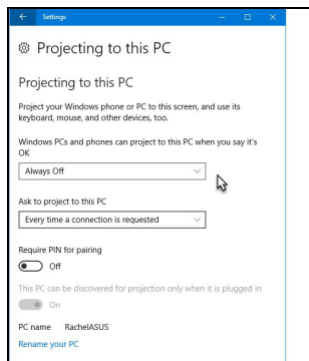 Settings
Projecting to this PC
Projecting to this PC
Project your Windows phone or PC to this screen, and use its
keyboard, mouse, and other devices, too.
Windows PCs and phones can project to this PC when you say it's
OK
Always Off
Ask to project to this PC
Every time a connection is requested
Require PIN for pairing
Off
This PC can be discovered for projection only when it is plugged in
On
PC name RachelASUS
Rename your PC